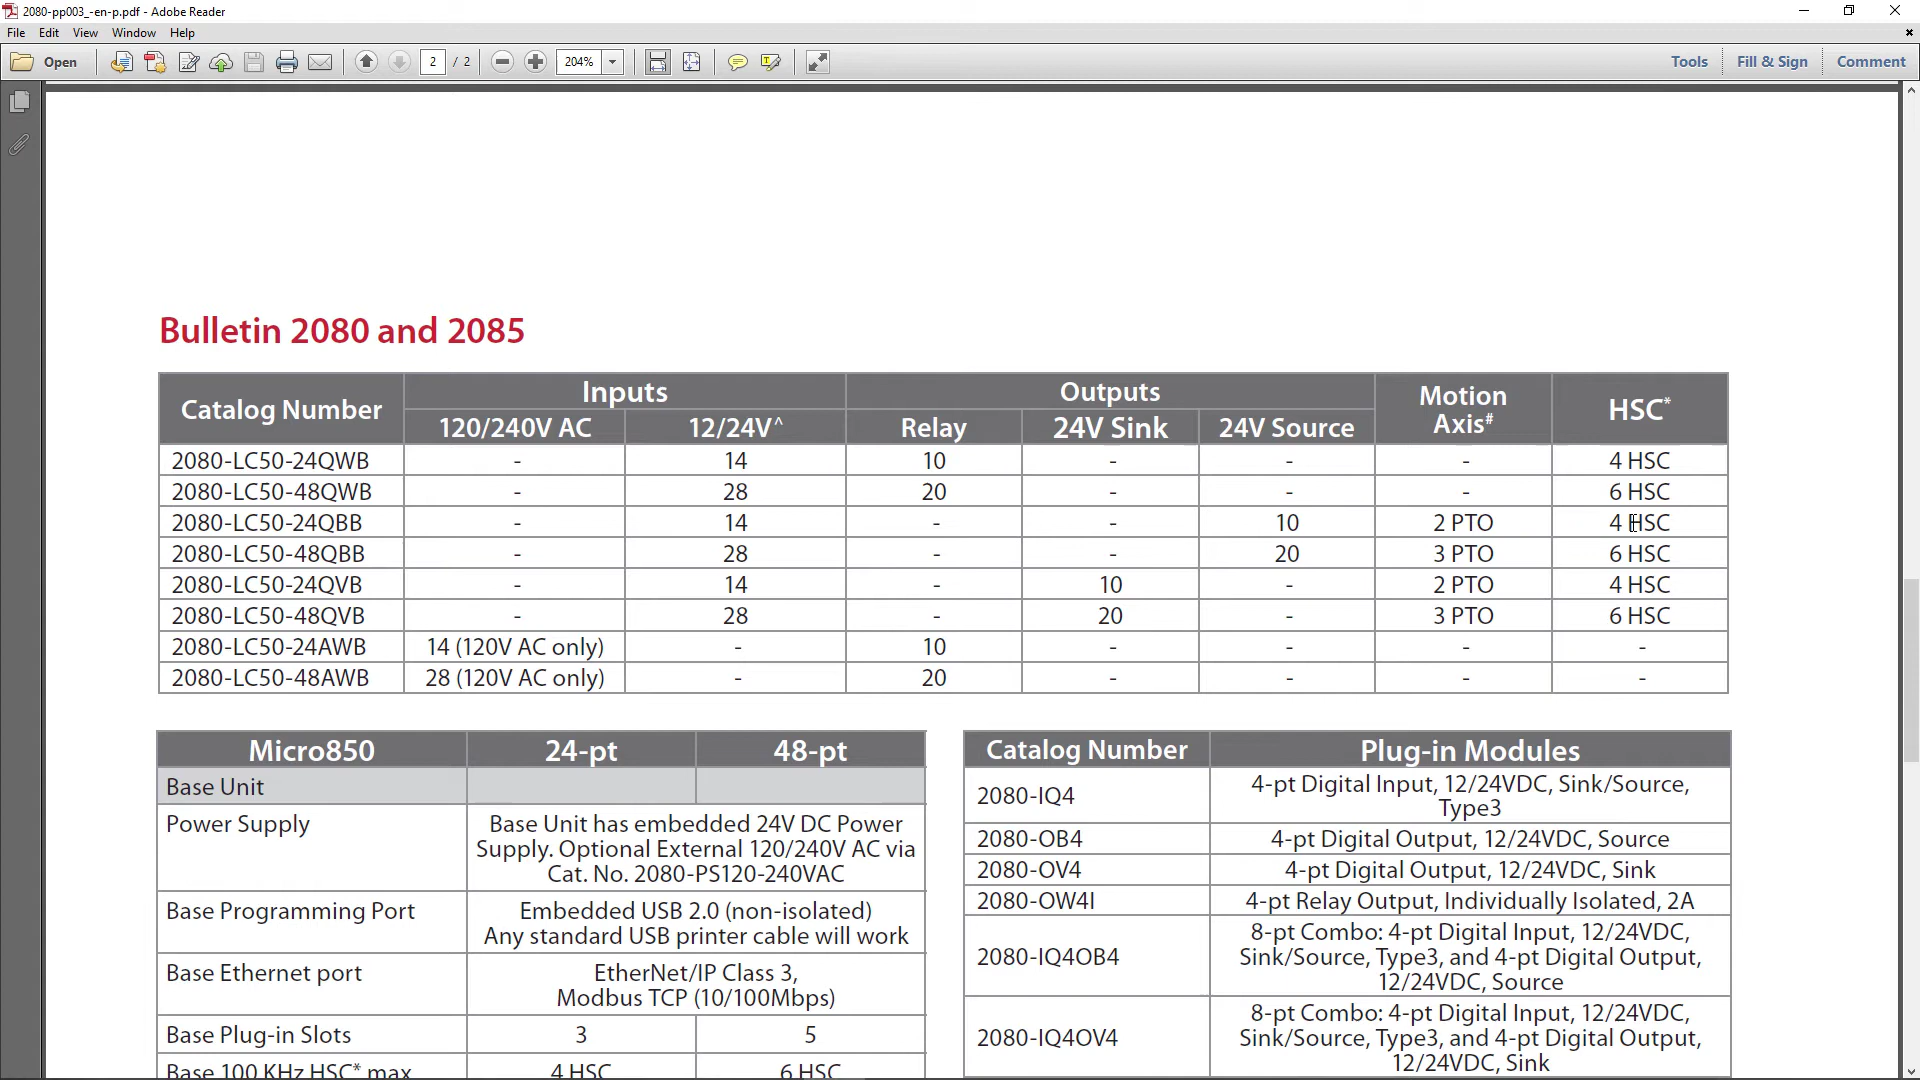 2080-pp003_-en-p.pdf - Adobe Reader
File Edit View Window Help
Open 2 / 2 204% Tools Fill & Sign Comment
Bulletin 2080 and 2085
Catalog Number Inputs Outputs Motion Axis# HSC*
120/240V AC 12/24V^ Relay 24V Sink 24V Source
2080-LC50-24QWB - 14 10 - - - 4 HSC
2080-LC50-48QWB - 28 20 - - - 6 HSC
2080-LC50-24QBB - 14 - - 10 2 PTO 4 HSC
2080-LC50-48QBB - 28 - - 20 3 PTO 6 HSC
2080-LC50-24QVB - 14 - 10 - 2 PTO 4 HSC
2080-LC50-48QVB - 28 - 20 - 3 PTO 6 HSC
2080-LC50-24AWB 14 (120V AC only) - 10 - - - -
2080-LC50-48AWB 28 (120V AC only) - 20 - - - -
Micro850 24-pt 48-pt
Base Unit
Power Supply Base Unit has embedded 24V DC Power
Supply. Optional External 120/240V AC via
Cat. No. 2080-PS120-240VAC
Base Programming Port Embedded USB 2.0 (non-isolated)
Any standard USB printer cable will work
Base Ethernet port EtherNet/IP Class 3,
Modbus TCP (10/100Mbps)
Base Plug-in Slots 3 5
Base 100 KHz HSC* max 4 HSC 6 HSC
Catalog Number Plug-in Modules
2080-IQ4 4-pt Digital Input, 12/24VDC, Sink/Source,
Type3
2080-OB4 4-pt Digital Output, 12/24VDC, Source
2080-OV4 4-pt Digital Output, 12/24VDC, Sink
2080-OW4I 4-pt Relay Output, Individually Isolated, 2A
2080-IQ4OB4 8-pt Combo: 4-pt Digital Input, 12/24VDC,
Sink/Source, Type3, and 4-pt Digital Output,
12/24VDC, Source
2080-IQ4OV4 8-pt Combo: 4-pt Digital Input, 12/24VDC,
Sink/Source, Type3, and 4-pt Digital Output,
12/24VDC, Sink